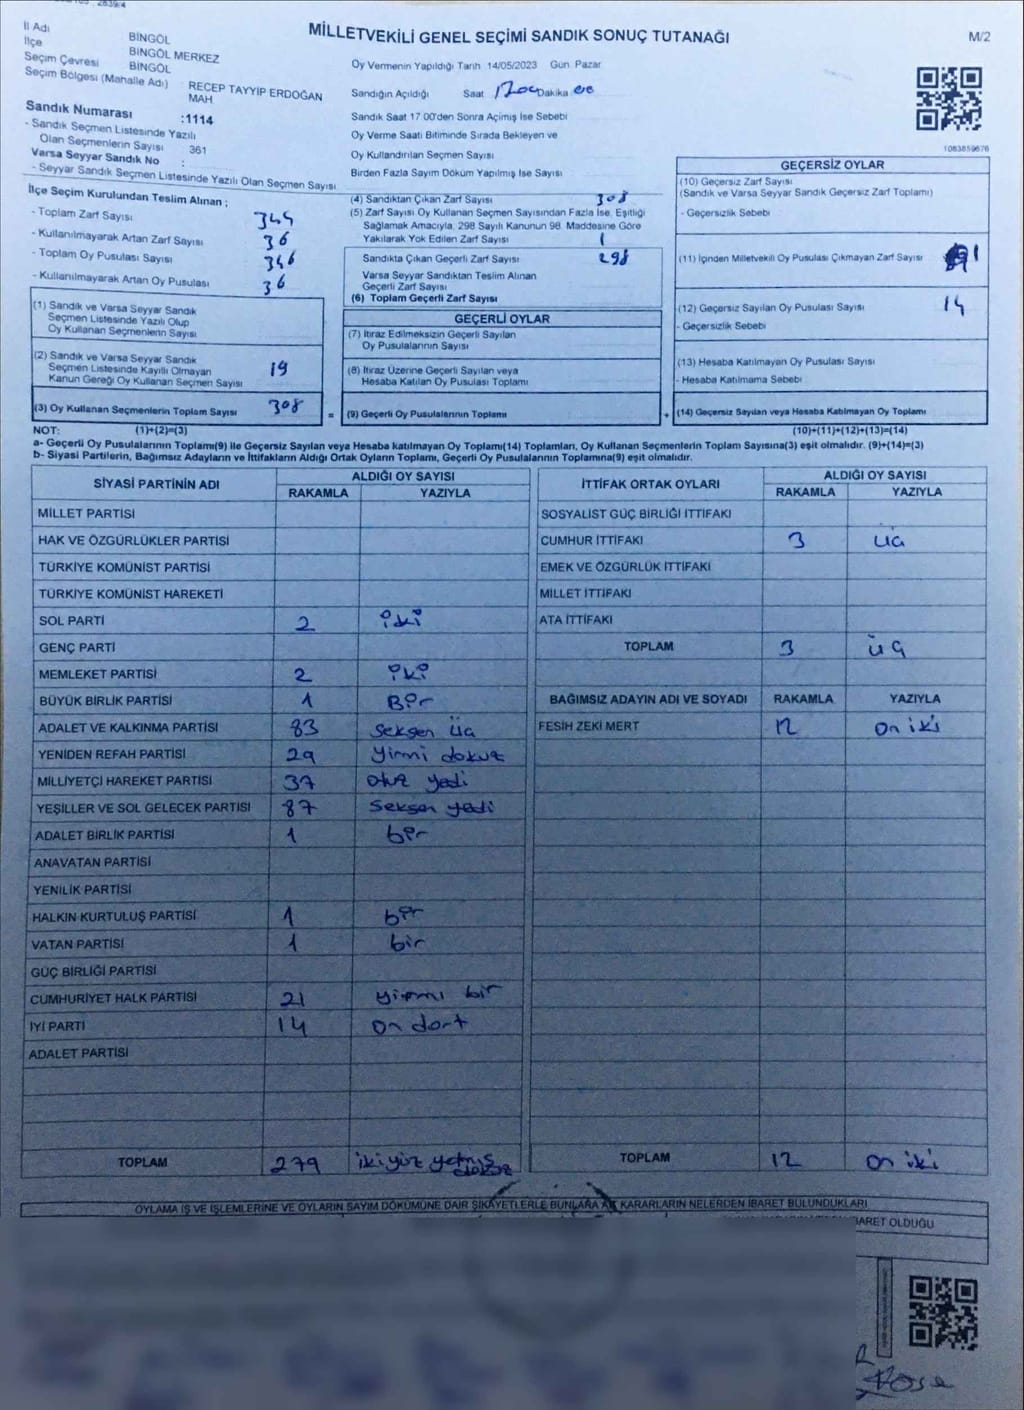 2839/4
MİLLETVEKİLİ GENEL SEÇİMİ SANDIK SONUÇ TUTANAĞI
M/2
İl Adı BİNGÖL
İlçe BİNGÖL MERKEZ
Seçim Çevresi BİNGÖL
Seçim Bölgesi (Mahalle Adı) : RECEP TAYYİP ERDOĞAN MAH
Sandık Numarası :1114
- Sandık Seçmen Listesinde Yazılı
Olan Seçmenlerin Sayısı 361
Varsa Seyyar Sandık No :
- Seyyar Sandık Seçmen Listesinde Yazılı Olan Seçmen Sayısı
İlçe Seçim Kurulundan Teslim Alınan ;
- Toplam Zarf Sayısı
- Kullanılmayarak Artan Zarf Sayısı 36
- Toplam Oy Pusulası Sayısı 346
- Kullanılmayarak Artan Oy Pusulası 36
(1) Sandık ve Varsa Seyyar Sandık
Seçmen Listesinde Yazılı Olup
Oy Kullanan Seçmenlerin Sayısı
(2) Sandık ve Varsa Seyyar Sandık
Seçmen Listesinde Kayıtlı Olmayan
Kanun Gereği Oy Kullanan Seçmen Sayısı 19
(3) Oy Kullanan Seçmenlerin Toplam Sayısı 308
Oy Vermenin Yapıldığı Tarih 14/05/2023 Gün Pazar
Sandığın Açıldığı Saat Dakika
Sandık Saat 17 00'den Sonra Açılmış İse Sebebi
Oy Verme Saati Bitiminde Sırada Bekleyen ve
Oy Kullandırılan Seçmen Sayısı
Birden Fazla Sayım Döküm Yapılmış İse Sayısı
(4) Sandıktan Çıkan Zarf Sayısı 308
(5) Zarf Sayısı Oy Kullanan Seçmen Sayısından Fazla İse, Eşitliği
Sağlamak Amacıyla, 298 Sayılı Kanunun 98. Maddesine Göre
Yakılarak Yok Edilen Zarf Sayısı 1
Sandıkta Çıkan Geçerli Zarf Sayısı 298
Varsa Seyyar Sandıktan Teslim Alınan
Geçerli Zarf Sayısı
(6) Toplam Geçerli Zarf Sayısı
GEÇERLİ OYLAR
(7) İtiraz Edilmeksizin Geçerli Sayılan
Oy Pusulalarının Sayısı
(8) İtiraz Üzerine Geçerli Sayılan veya
Hesaba Katılan Oy Pusulası Toplamı
= (9) Geçerli Oy Pusulalarının Toplamı
1083859676
GEÇERSİZ OYLAR
(10) Geçersiz Zarf Sayısı
(Sandık ve Varsa Seyyar Sandık Geçersiz Zarf Toplamı)
- Geçersizlik Sebebi
(11) İçinden Milletvekili Oy Pusulası Çıkmayan Zarf Sayısı 1
(12) Geçersiz Sayılan Oy Pusulası Sayısı 14
- Geçersizlik Sebebi
(13) Hesaba Katılmayan Oy Pusulası Sayısı
- Hesaba Katılmama Sebebi
+ (14) Geçersiz Sayılan veya Hesaba Katılmayan Oy Toplamı
NOT: (1)+(2)=(3) (10)+(11)+(12)+(13)=(14)
a- Geçerli Oy Pusulalarının Toplamı(9) ile Geçersiz Sayılan veya Hesaba katılmayan Oy Toplamı(14) Toplamları, Oy Kullanan Seçmenlerin Toplam Sayısına(3) eşit olmalıdır. (9)+(14)=(3)
b- Siyasi Partilerin, Bağımsız Adayların ve İttifakların Aldığı Ortak Oyların Toplamı, Geçerli Oy Pusulalarının Toplamına(9) eşit olmalıdır.
SİYASİ PARTİNİN ADI ALDIĞI OY SAYISI
RAKAMLA YAZIYLA
MİLLET PARTİSİ
HAK VE ÖZGÜRLÜKLER PARTİSİ
TÜRKİYE KOMÜNİST PARTİSİ
TÜRKİYE KOMÜNİST HAREKETİ
SOL PARTİ 2 iki
GENÇ PARTİ
MEMLEKET PARTİSİ 2 iki
BÜYÜK BİRLİK PARTİSİ 1 Bir
ADALET VE KALKINMA PARTİSİ 83 seksen üç
YENİDEN REFAH PARTİSİ 29 yirmi dokuz
MİLLİYETÇİ HAREKET PARTİSİ 37 otuz yedi
YEŞİLLER VE SOL GELECEK PARTİSİ 87 seksen yedi
ADALET BİRLİK PARTİSİ 1 bir
ANAVATAN PARTİSİ
YENİLİK PARTİSİ
HALKIN KURTULUŞ PARTİSİ 1 bir
VATAN PARTİSİ 1 bir
GÜÇ BİRLİĞİ PARTİSİ
CUMHURİYET HALK PARTİSİ 21 yirmi bir
İYİ PARTİ 14 on dört
ADALET PARTİSİ
TOPLAM 279 iki yüz yetmiş dokuz
İTTİFAK ORTAK OYLARI ALDIĞI OY SAYISI
RAKAMLA YAZIYLA
SOSYALİST GÜÇ BİRLİĞİ İTTİFAKI
CUMHUR İTTİFAKI 3 üç
EMEK VE ÖZGÜRLÜK İTTİFAKI
MİLLET İTTİFAKI
ATA İTTİFAKI
TOPLAM 3 üç
BAĞIMSIZ ADAYIN ADI VE SOYADI RAKAMLA YAZIYLA
FESİH ZEKİ MERT 12 on iki
TOPLAM 12 on iki
OYLAMA İŞ VE İŞLEMLERİNE VE OYLARIN SAYIM DÖKÜMÜNE DAİR ŞİKAYETLERLE BUNLARA AİT KARARLARIN NELERDEN İBARET BULUNDUKLARI
İBARET OLDUĞU